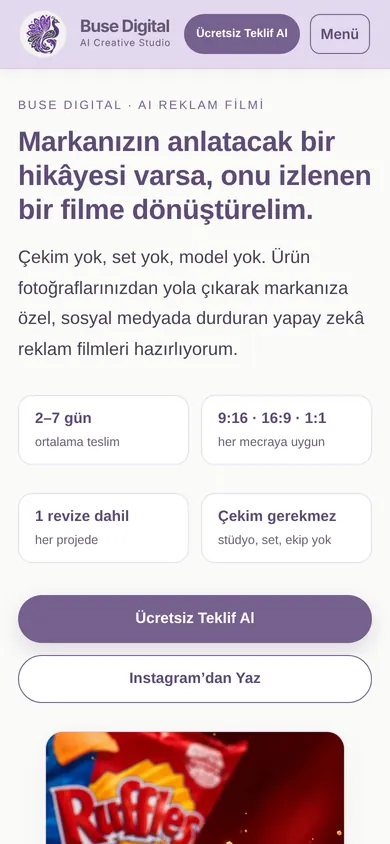 Buse Digital
AI Creative Studio
Ücretsiz Teklif Al
Menü
BUSE DIGITAL · AI REKLAM FİLMİ
Markanızın anlatacak bir
hikâyesi varsa, onu izlenen
bir filme dönüştürelim.
Çekim yok, set yok, model yok. Ürün
fotoğraflarınızdan yola çıkarak markanıza
özel, sosyal medyada durduran yapay zekâ
reklam filmleri hazırlıyorum.
2–7 gün
ortalama teslim
9:16 · 16:9 · 1:1
her mecraya uygun
1 revize dahil
her projede
Çekim gerekmez
stüdyo, set, ekip yok
Ücretsiz Teklif Al
Instagram’dan Yaz
Ruffles